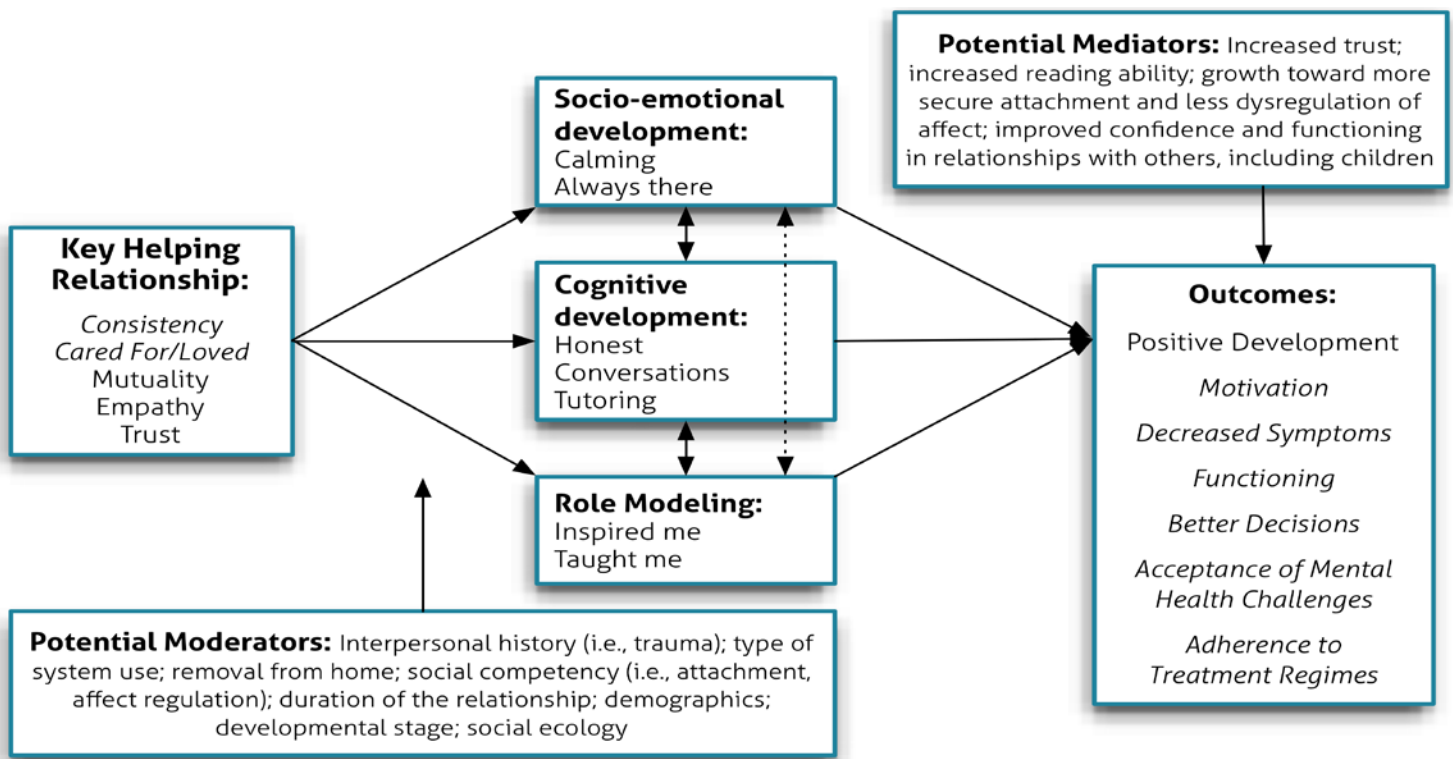 Key Helping
Relationship:
Consistency
Cared For/Loved
Mutuality
Empathy
Trust
Socio-emotional
development:
Calming
Always there
Cognitive
development:
Honest
Conversations
Tutoring
Role Modeling:
Inspired me
Taught me
Potential Moderators: Interpersonal history (i.e., trauma); type of
system use; removal from home; social competency (i.e., attachment,
affect regulation); duration of the relationship; demographics;
developmental stage; social ecology
Potential Mediators: Increased trust;
increased reading ability; growth toward more
secure attachment and less dysregulation of
affect; improved confidence and functioning
in relationships with others, including children
Outcomes:
Positive Development
Motivation
Decreased Symptoms
Functioning
Better Decisions
Acceptance of Mental
Health Challenges
Adherence to
Treatment Regimes